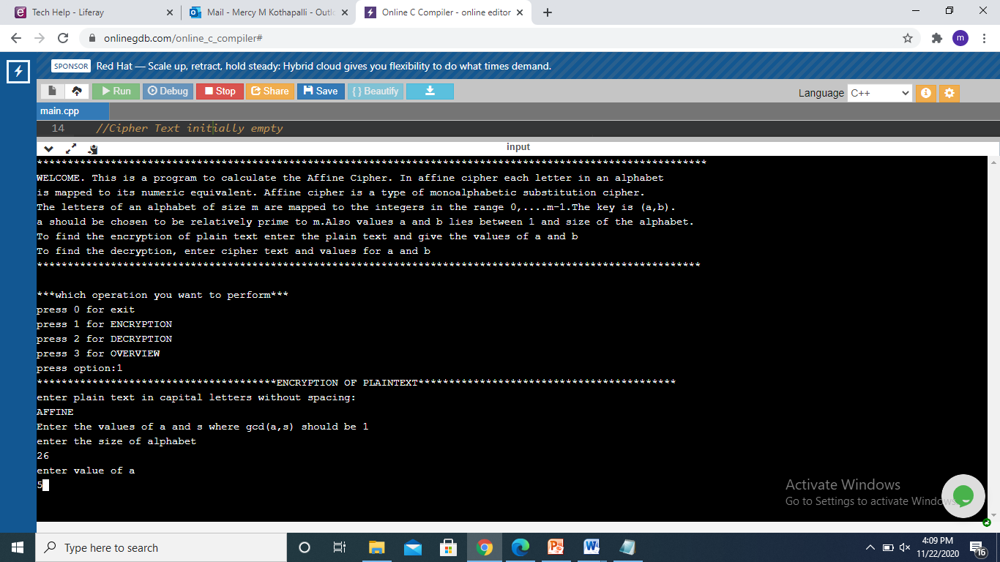 Tech Help - Liferay
Mail - Mercy M Kothapalli - Outlo
Online C Compiler - online editor
onlinegdb.com/online_c_compiler#
m
SPONSOR Red Hat — Scale up, retract, hold steady: Hybrid cloud gives you flexibility to do what times demand.
Run Debug Stop Share Save { } Beautify
Language C++
main.cpp
14 //Cipher Text initially empty
input
*************************************************************************************************************
WELCOME. This is a program to calculate the Affine Cipher. In affine cipher each letter in an alphabet
is mapped to its numeric equivalent. Affine cipher is a type of monoalphabetic substitution cipher.
The letters of an alphabet of size m are mapped to the integers in the range 0,....m-1.The key is (a,b).
a should be chosen to be relatively prime to m.Also values a and b lies between 1 and size of the alphabet.
To find the encryption of plain text enter the plain text and give the values of a and b
To find the decryption, enter cipher text and values for a and b
************************************************************************************************************
***which operation you want to perform***
press 0 for exit
press 1 for ENCRYPTION
press 2 for DECRYPTION
press 3 for OVERVIEW
press option:1
***************************************ENCRYPTION OF PLAINTEXT******************************************
enter plain text in capital letters without spacing:
AFFINE
Enter the values of a and s where gcd(a,s) should be 1
enter the size of alphabet
26
enter value of a
5
Activate Windows
Go to Settings to activate Windows.
Type here to search
4:09 PM
11/22/2020
16